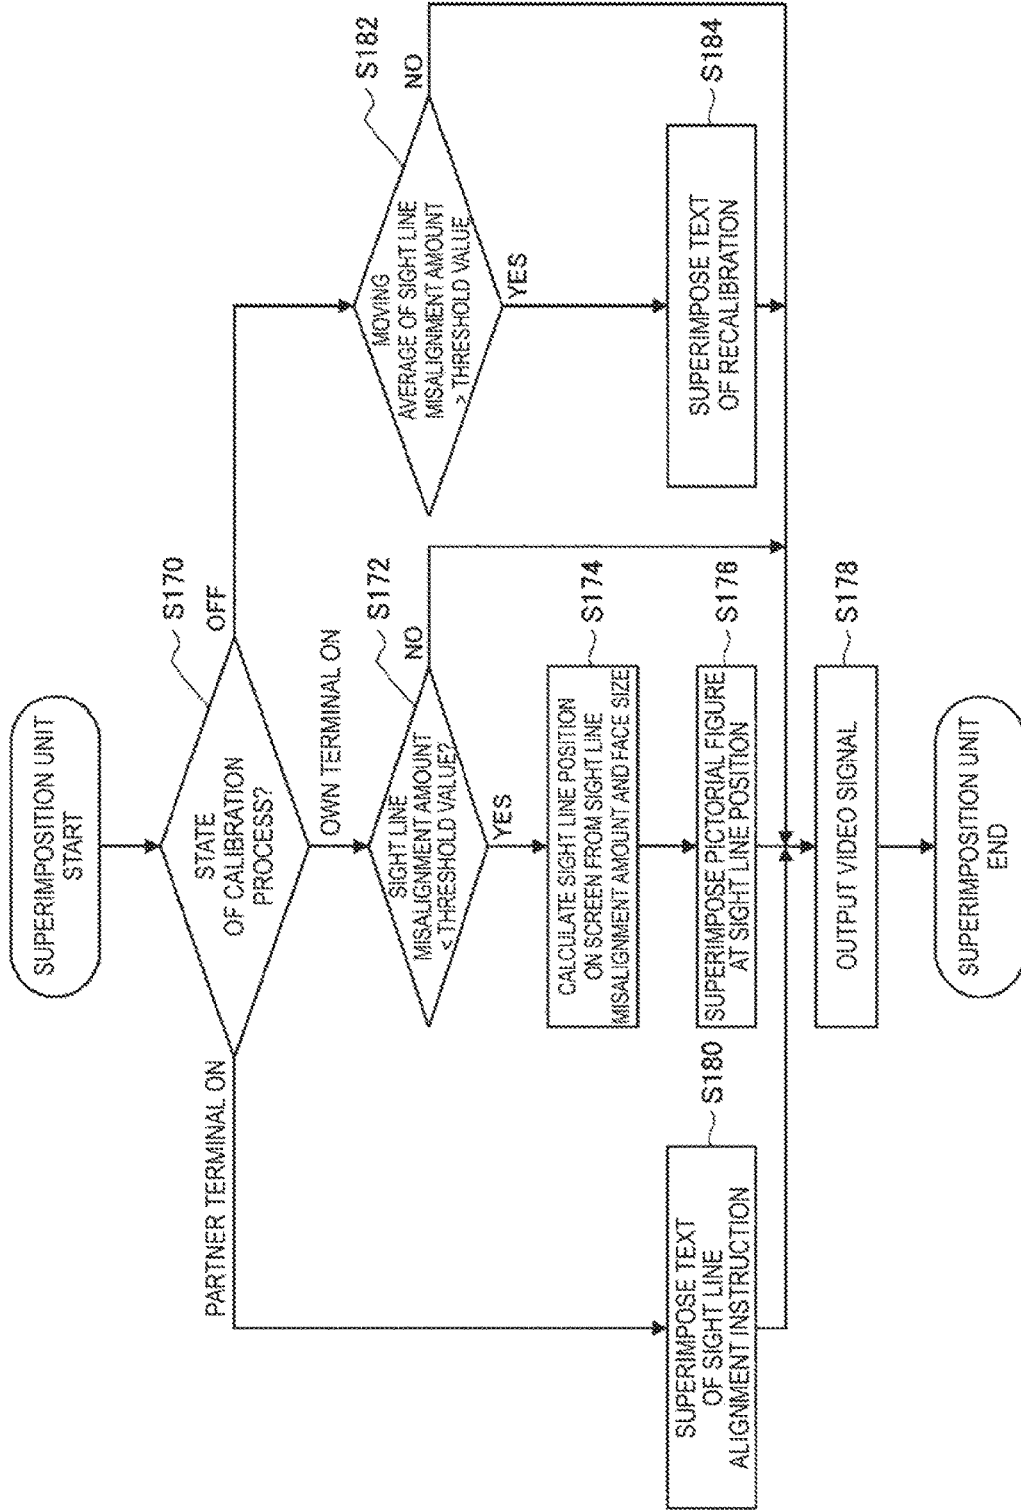 SUPERIMPOSITION UNIT
START
S170
STATE
OF CALIBRATION
PROCESS?
PARTNER TERMINAL ON
OWN TERMINAL ON
OFF
S172
SIGHT LINE
MISALIGNMENT AMOUNT
< THRESHOLD VALUE?
NO
YES
S182
MOVING
AVERAGE OF SIGHT LINE
MISALIGNMENT AMOUNT
> THRESHOLD VALUE
NO
YES
S174
CALCULATE SIGHT LINE POSITION
ON SCREEN FROM SIGHT LINE
MISALIGNMENT AMOUNT AND FACE SIZE
S180
SUPERIMPOSE TEXT
OF SIGHT LINE
ALIGNMENT INSTRUCTION
S176
SUPERIMPOSE PICTORIAL FIGURE
AT SIGHT LINE POSITION
S184
SUPERIMPOSE TEXT
OF RECALIBRATION
S178
OUTPUT VIDEO SIGNAL
SUPERIMPOSITION UNIT
END